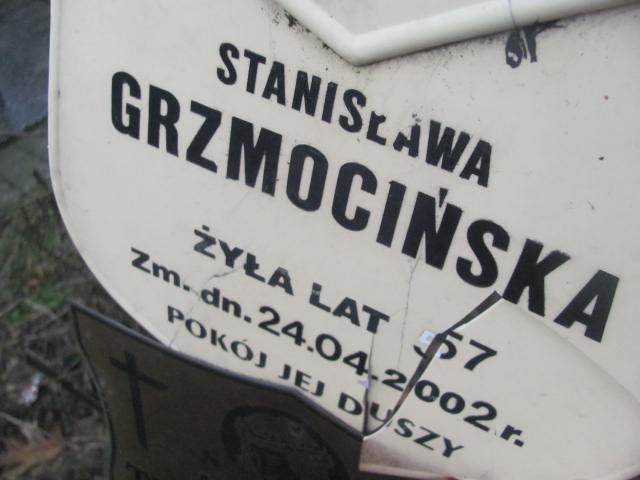 STANISŁAWA
GRZMOCIŃSKA
ŻYŁA LAT 57
Zm. dn. 24.04.2002 r.
POKÓJ JEJ DUSZY